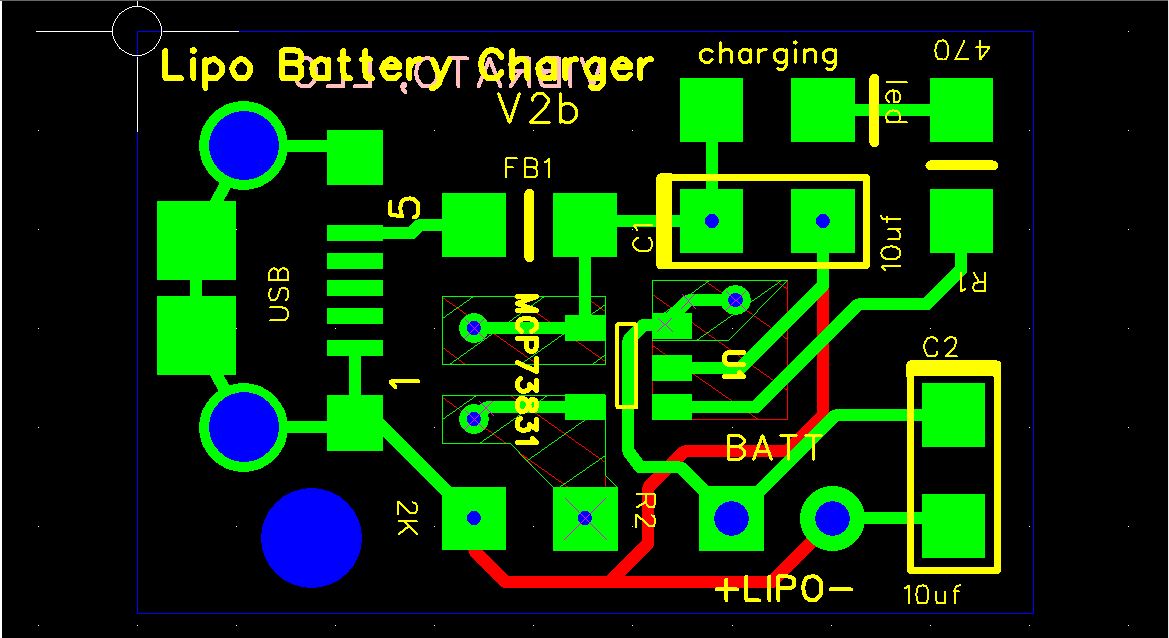 Lipo Battery Charger
V2b
charging
470
led
FB1
5
C1
10uf
R1
USB
MCP73831
U1
C2
1
BATT
2K
R2
+LIPO-
10uf